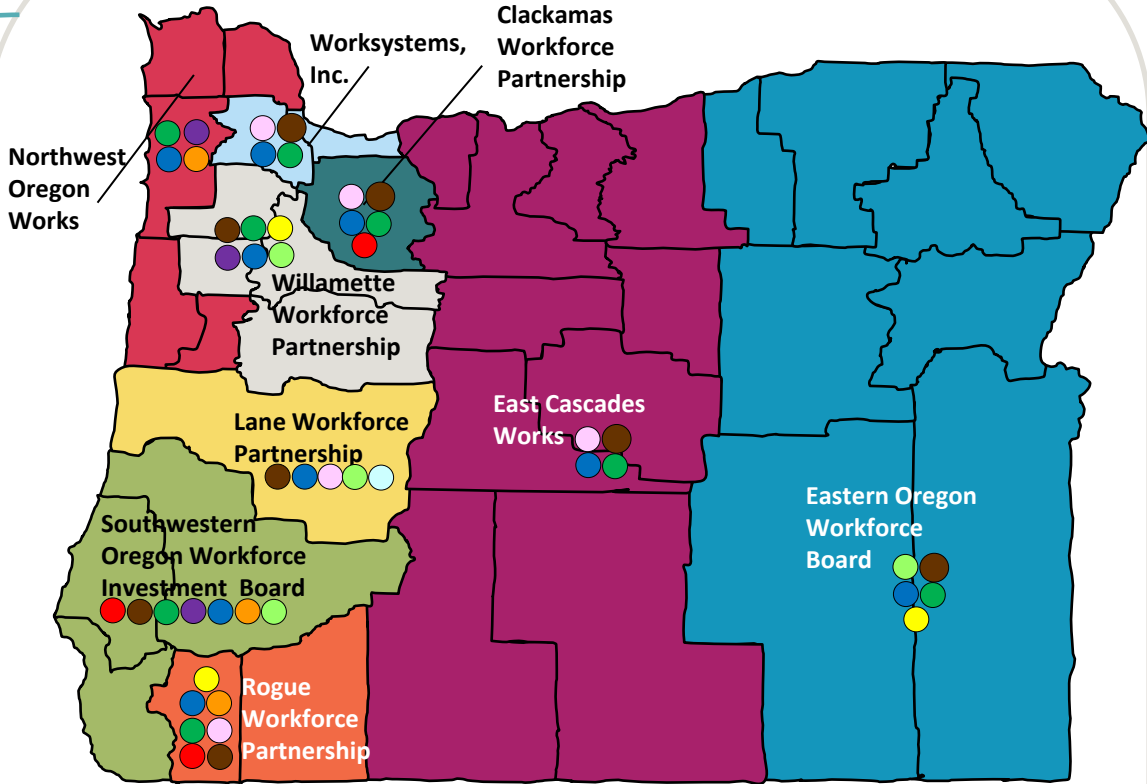 Clackamas
Workforce
Partnership
Worksystems,
Inc.
Northwest
Oregon
Works
Willamette
Workforce
Partnership
Lane Workforce
Partnership
East Cascades
Works
Eastern Oregon
Workforce
Board
Southwestern
Oregon Workforce
Investment Board
Rogue
Workforce
Partnership